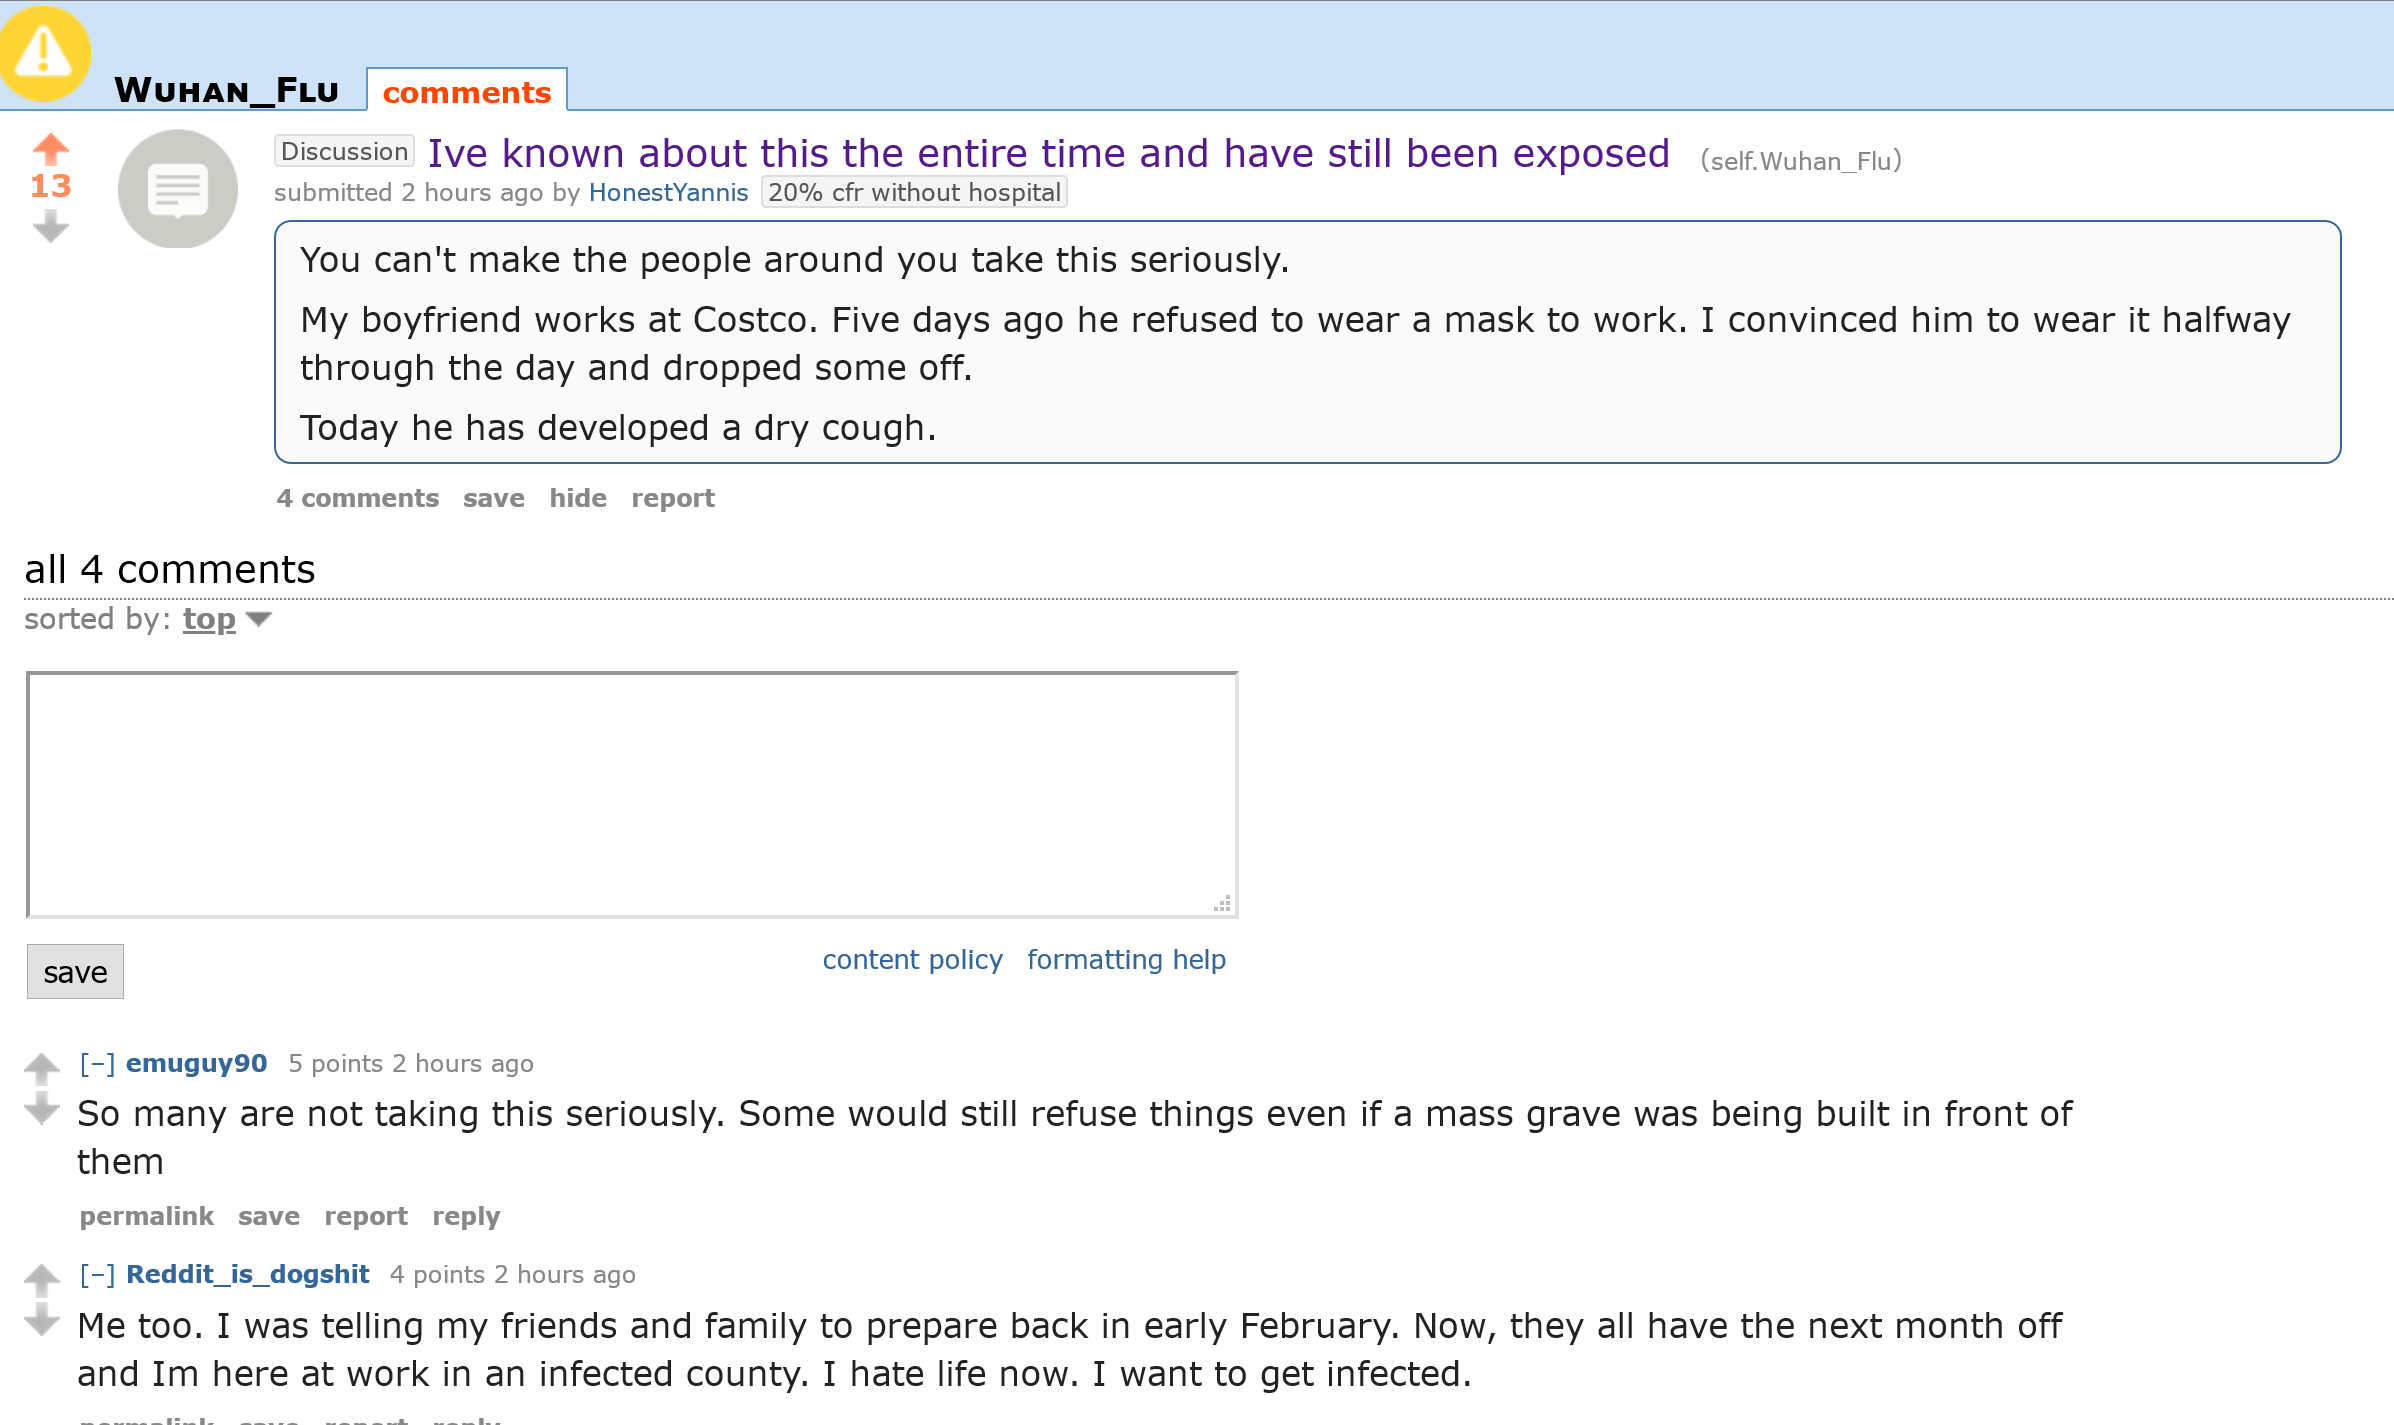 WUHAN_FLU comments
13
Discussion Ive known about this the entire time and have still been exposed (self.Wuhan_Flu)
submitted 2 hours ago by HonestYannis 20% cfr without hospital
You can't make the people around you take this seriously.
My boyfriend works at Costco. Five days ago he refused to wear a mask to work. I convinced him to wear it halfway
through the day and dropped some off.
Today he has developed a dry cough.
4 comments save hide report
all 4 comments
sorted by: top
content policy formatting help
save
[–] emuguy90 5 points 2 hours ago
So many are not taking this seriously. Some would still refuse things even if a mass grave was being built in front of
them
permalink save report reply
[–] Reddit_is_dogshit 4 points 2 hours ago
Me too. I was telling my friends and family to prepare back in early February. Now, they all have the next month off
and Im here at work in an infected county. I hate life now. I want to get infected.
permalink save report reply